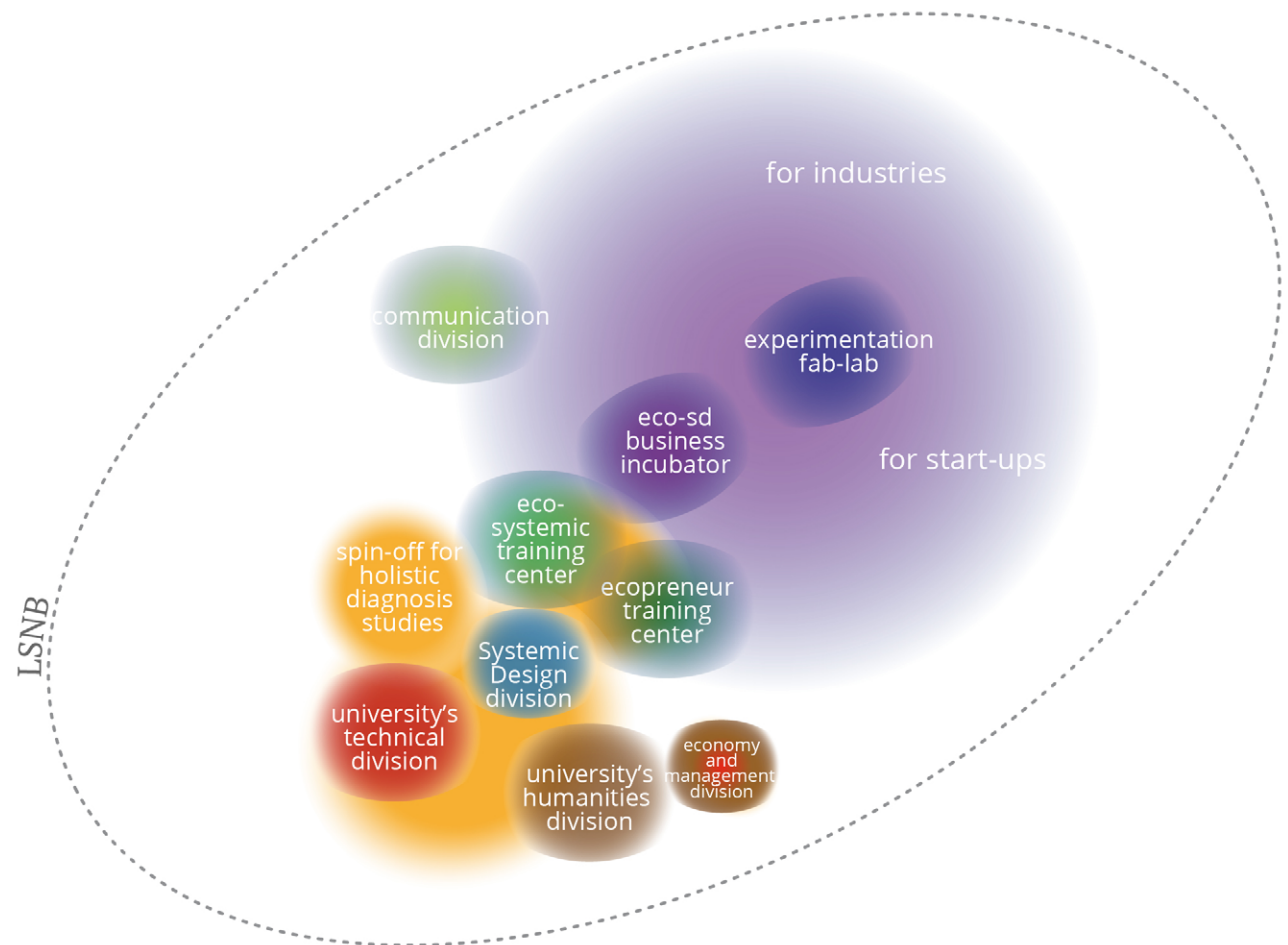 for industries
communication
division
experimentation
fab-lab
eco-sd
business
incubator
for start-ups
eco-
systemic
training
center
spin-off for
holistic
diagnosis
studies
ecopreneur
training
center
LSNB
Systemic
Design
division
university's
technical
division
university's
humanities
division
economy
and
management
division